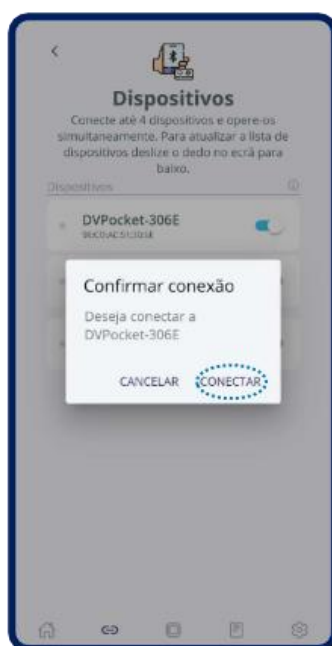 Dispositivos
Conecte até 4 dispositivos e opere-os
simultaneamente. Para atualizar a lista de
dispositivos deslize o dedo no ecrã para
baixo.
Dispositivos
DVPocket-306E
Confirmar conexão
Deseja conectar a
DVPocket-306E
CANCELAR CONECTAR